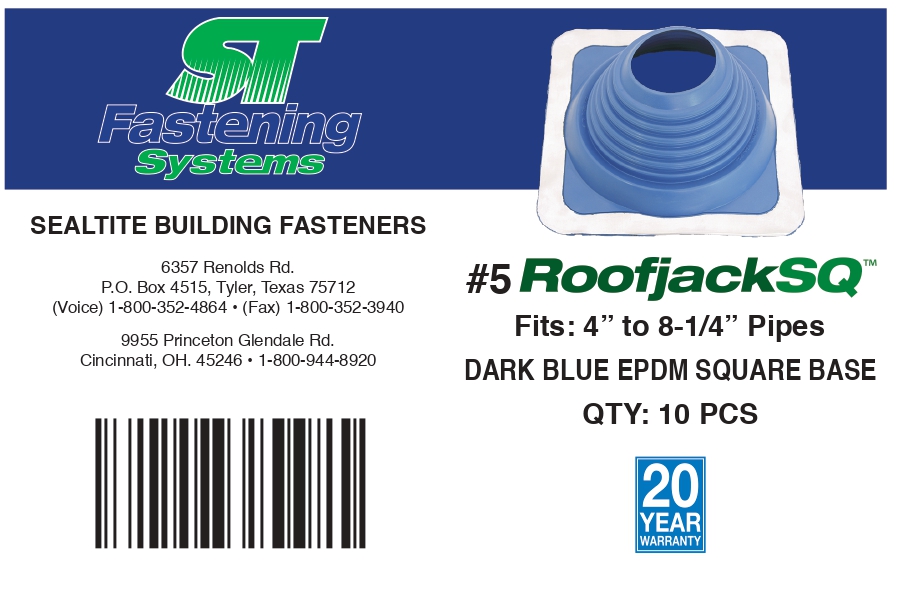 ST
Fastening
Systems
SEALTITE BUILDING FASTENERS
6357 Renolds Rd.
P.O. Box 4515, Tyler, Texas 75712
(Voice) 1-800-352-4864 • (Fax) 1-800-352-3940
9955 Princeton Glendale Rd.
Cincinnati, OH. 45246 • 1-800-944-8920
#5 RoofjackSQ™
Fits: 4” to 8-1/4” Pipes
DARK BLUE EPDM SQUARE BASE
QTY: 10 PCS
20
YEAR
WARRANTY